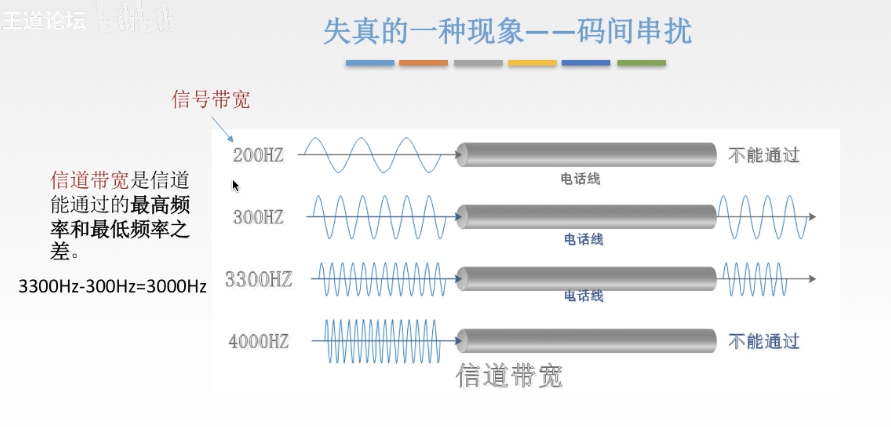 王道论坛
失真的一种现象——码间串扰
信号带宽
200HZ
不能通过
电话线
信道带宽是信道
能通过的最高频
率和最低频率之
差。
300HZ
电话线
3300Hz-300Hz=3000Hz
3300HZ
电话线
4000HZ
不能通过
信道带宽